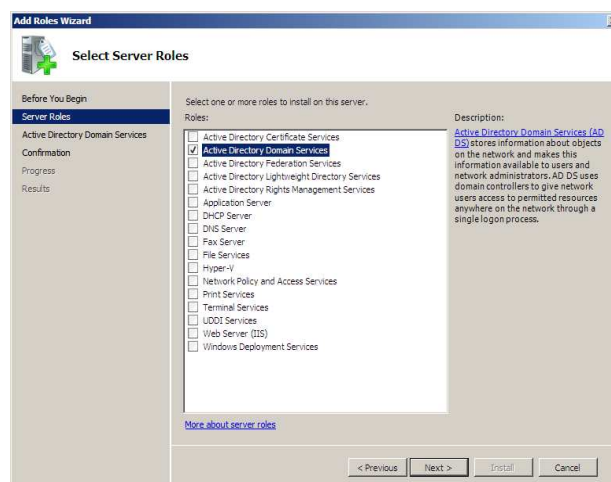 Add Roles Wizard
Select Server Roles
Before You Begin
Server Roles
Active Directory Domain Services
Confirmation
Progress
Results
Select one or more roles to install on this server.
Roles:
Active Directory Certificate Services
Active Directory Domain Services
Active Directory Federation Services
Active Directory Lightweight Directory Services
Active Directory Rights Management Services
Application Server
DHCP Server
DNS Server
Fax Server
File Services
Hyper-V
Network Policy and Access Services
Print Services
Terminal Services
UDDI Services
Web Server (IIS)
Windows Deployment Services
More about server roles
Description:
Active Directory Domain Services (AD
DS) stores information about objects
on the network and makes this
information available to users and
network administrators. AD DS uses
domain controllers to give network
users access to permitted resources
anywhere on the network through a
single logon process.
< Previous
Next >
Install
Cancel